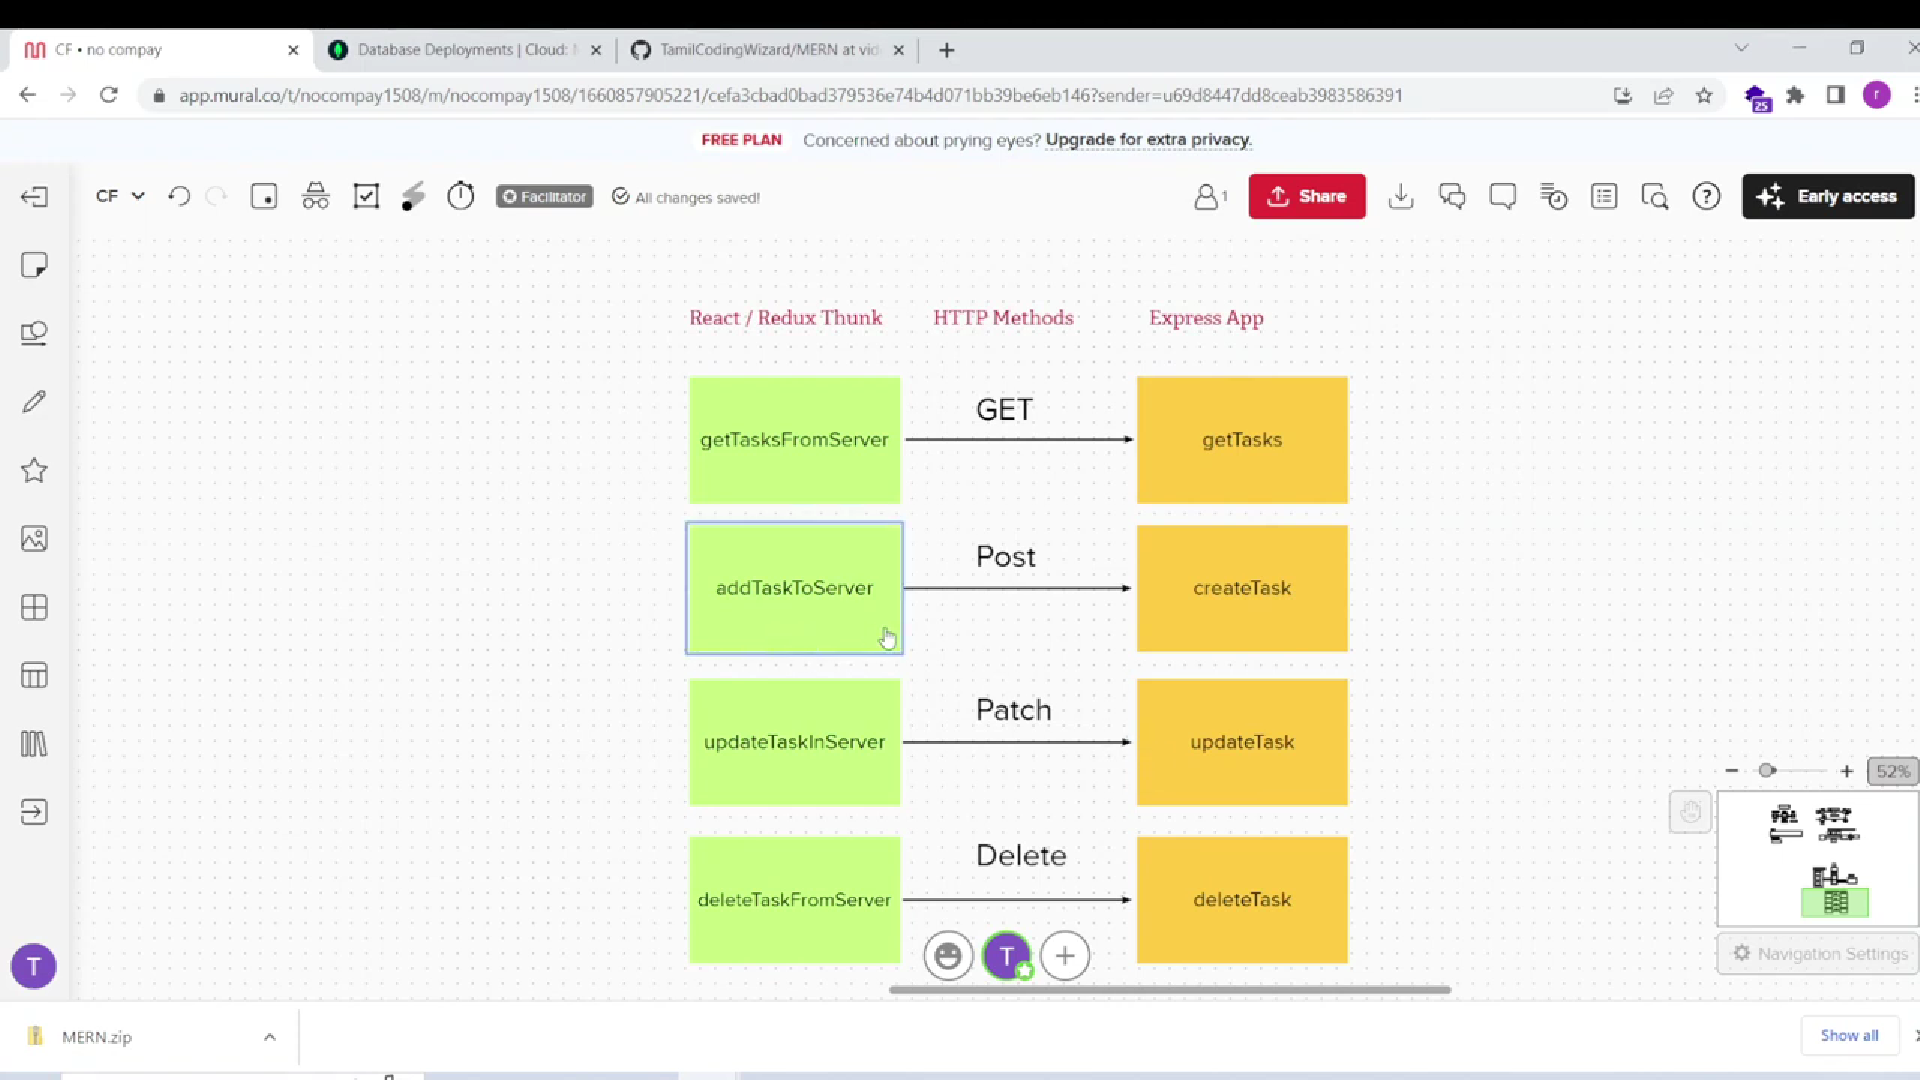 CF • no compay
Database Deployments | Cloud:
TamilCodingWizard/MERN at vid
app.mural.co/t/nocompay1508/m/nocompay1508/1660857905221/cefa3cbad0bad379536e74b4d071bb39be6eb146?sender=u69d8447dd8ceab3983586391
25
r
FREE PLAN Concerned about prying eyes? Upgrade for extra privacy.
CF
Facilitator
All changes saved!
1
Share
Early access
React / Redux Thunk HTTP Methods Express App
getTasksFromServer GET getTasks
addTaskToServer Post createTask
updateTaskInServer Patch updateTask
52%
deleteTaskFromServer Delete deleteTask
T
T
Navigation Settings
MERN.zip
Show all